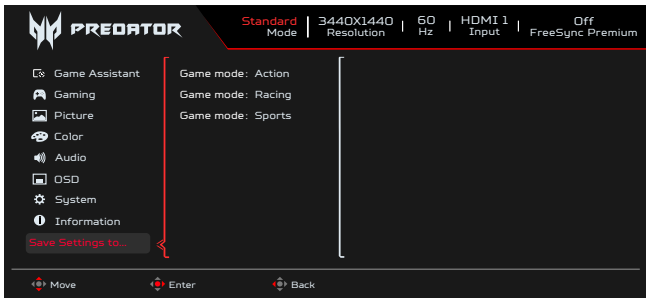 PREDATOR
Standard Mode
3440X1440 Resolution
60 Hz
HDMI 1 Input
Off FreeSync Premium
Game Assistant
Gaming
Picture
Color
Audio
OSD
System
Information
Save Settings to...
Game mode: Action
Game mode: Racing
Game mode: Sports
Move
Enter
Back